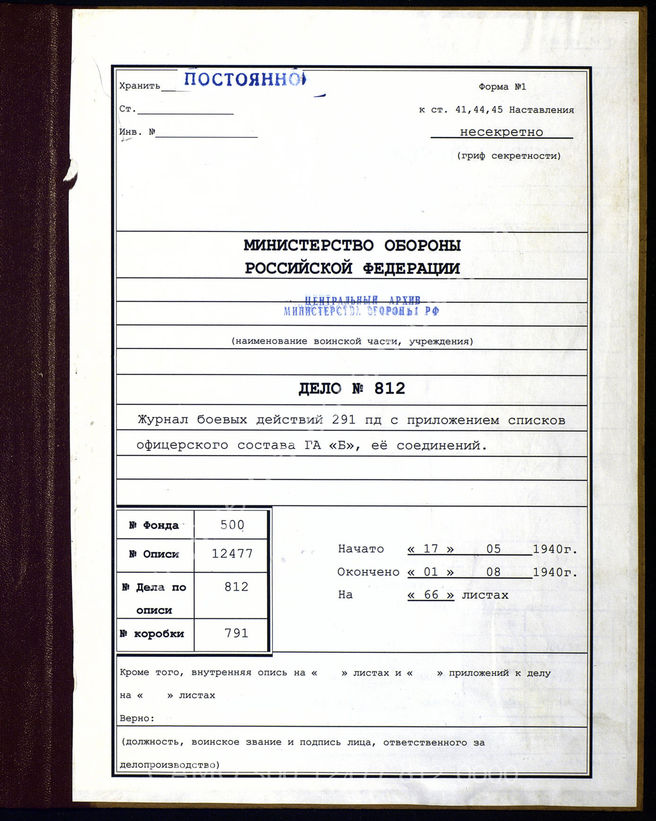 Хранить ПОСТОЯННО
Форма №1
Ст.
к ст. 41,44,45 Наставления
Инв. №
несекретно
(гриф секретности)
МИНИСТЕРСТВО ОБОРОНЫ
РОССИЙСКОЙ ФЕДЕРАЦИИ
ЦЕНТРАЛЬНЫЙ АРХИВ
МИНИСТЕРСТВА ОБОРОНЫ РФ
(наименование воинской части, учреждения)
ДЕЛО № 812
Журнал боевых действий 291 пд с приложением списков
офицерского состава ГА «Б», её соединений.
№ Фонда 500
№ Описи 12477
№ Дела по описи 812
№ коробки 791
Начато « 17 » 05 1940г.
Окончено « 01 » 08 1940г.
На « 66 » листах
Кроме того, внутренняя опись на « » листах и « » приложений к делу
на « » листах
Верно:
(должность, воинское звание и подпись лица, ответственного за
делопроизводство)